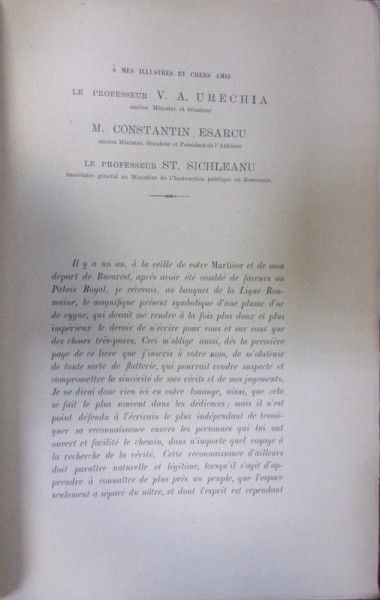 À MES ILLUSTRES ET CHERS AMIS
LE PROFESSEUR V. A. URECHIA
ancien Ministre et Sénateur
M. CONSTANTIN ESARCU
ancien Ministre, Sénateur et Président de l'Athénée
LE PROFESSEUR ST. SICHLEANU
Secrétaire général au Ministère de l'Instruction publique en Roumanie.
Il y a un an, à la veille de votre Martisior et de mon
départ de Bucarest, après avoir été comblé de faveurs au
Palais Royal, je recevais, au banquet de la Ligue Rou-
maine, le magnifique présent symbolique d'une plume d'or
de cygne, qui devait me rendre à la fois plus doux et plus
impérieux le devoir de n'écrire pour vous et sur vous que
des choses très-pures. Ceci m'oblige aussi, dès la première
page de ce livre que j'inscris à votre nom, de m'abstenir
de toute sorte de flatterie, qui pourrait rendre suspecte et
compromettre la sincérité de mes récits et de mes jugements.
Je ne dirai donc rien ici en votre louange, ainsi, que cela
se fait le plus souvent dans les dédicaces; mais il n'est
point défendu à l'écrivain le plus indépendant de témoi-
gner sa reconnaissance envers les personnes qui lui ont
ouvert et facilité le chemin, dans n'importe quel voyage à
la recherche de la vérité. Cette reconnaissance d'ailleurs
doit paraître naturelle et légitime, lorsqu'il s'agit d'ap-
prendre à connaître de plus près un peuple, que l'espace
seulement a séparé du nôtre, et dont l'esprit est cependant